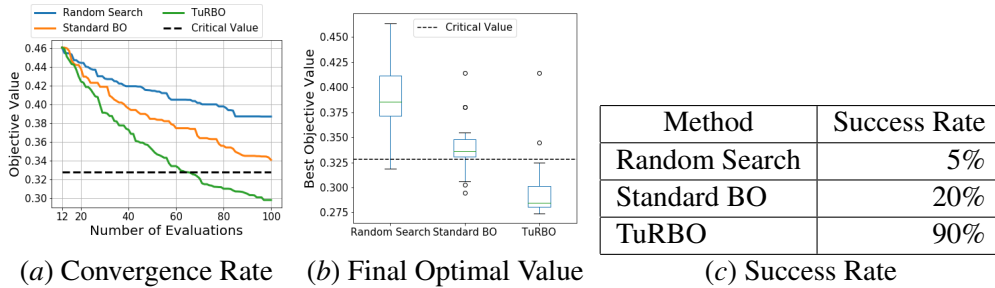 Random Search
TuRBO
Standard BO
Critical Value
Objective Value
0.46
0.44
0.42
0.40
0.38
0.36
0.34
0.32
0.30
12 20 40 60 80 100
Number of Evaluations
(a) Convergence Rate
Critical Value
Best Objective Value
0.450
0.425
0.400
0.375
0.350
0.325
0.300
0.275
Random Search Standard BO TuRBO
(b) Final Optimal Value
Method Success Rate
Random Search 5%
Standard BO 20%
TuRBO 90%
(c) Success Rate